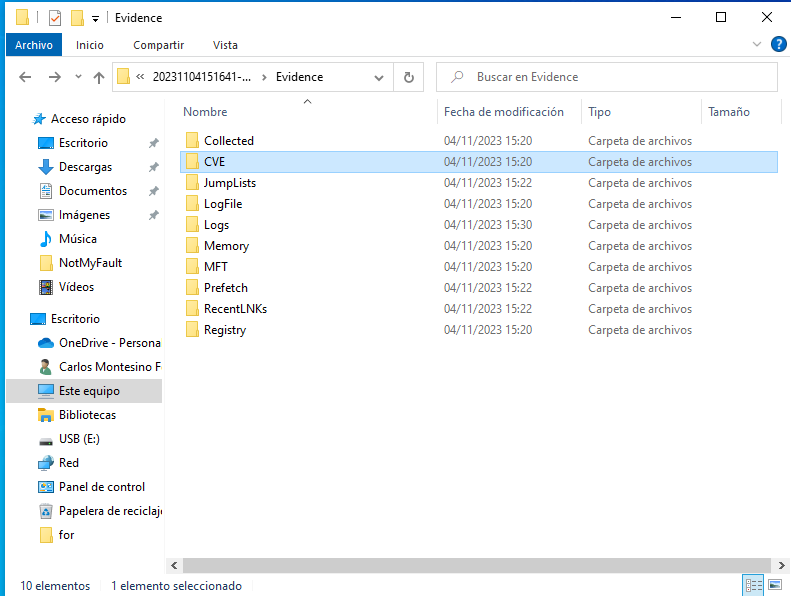 Evidence
Archivo Inicio Compartir Vista
« 20231104151641-... > Evidence Buscar en Evidence
Nombre Fecha de modificación Tipo Tamaño
Acceso rápido
Escritorio
Descargas
Documentos
Imágenes
Música
NotMyFault
Vídeos
Escritorio
OneDrive - Persona
Carlos Montesino F
Este equipo
Bibliotecas
USB (E:)
Red
Panel de control
Papelera de reciclaje
for
Collected 04/11/2023 15:20 Carpeta de archivos
CVE 04/11/2023 15:20 Carpeta de archivos
JumpLists 04/11/2023 15:22 Carpeta de archivos
LogFile 04/11/2023 15:20 Carpeta de archivos
Logs 04/11/2023 15:30 Carpeta de archivos
Memory 04/11/2023 15:20 Carpeta de archivos
MFT 04/11/2023 15:20 Carpeta de archivos
Prefetch 04/11/2023 15:22 Carpeta de archivos
RecentLNKs 04/11/2023 15:22 Carpeta de archivos
Registry 04/11/2023 15:20 Carpeta de archivos
10 elementos 1 elemento seleccionado